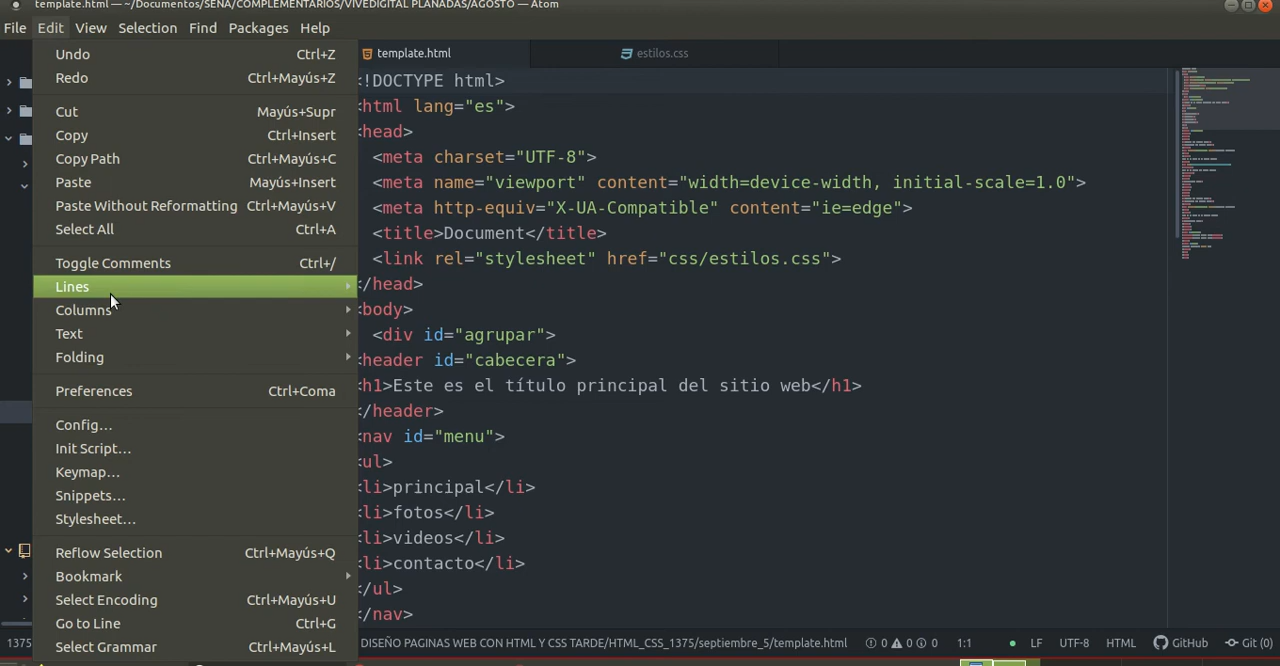 template.html — ~/Documentos/SENA/COMPLEMENTARIOS/VIVEDIGITAL PLANADAS/AGOSTO — Atom
File Edit View Selection Find Packages Help
template.html estilos.css
Undo Ctrl+Z
Redo Ctrl+Mayús+Z
Cut Mayús+Supr
Copy Ctrl+Insert
Copy Path Ctrl+Mayús+C
Paste Mayús+Insert
Paste Without Reformatting Ctrl+Mayús+V
Select All Ctrl+A
Toggle Comments Ctrl+/
Lines
Columns
Text
Folding
Preferences Ctrl+Coma
Config…
Init Script…
Keymap…
Snippets…
Stylesheet…
Reflow Selection Ctrl+Mayús+Q
Bookmark
Select Encoding Ctrl+Mayús+U
Go to Line Ctrl+G
Select Grammar Ctrl+Mayús+L
<!DOCTYPE html>
<html lang="es">
<head>
<meta charset="UTF-8">
<meta name="viewport" content="width=device-width, initial-scale=1.0">
<meta http-equiv="X-UA-Compatible" content="ie=edge">
<title>Document</title>
<link rel="stylesheet" href="css/estilos.css">
</head>
<body>
<div id="agrupar">
<header id="cabecera">
<h1>Este es el título principal del sitio web</h1>
</header>
<nav id="menu">
<ul>
<li>principal</li>
<li>fotos</li>
<li>videos</li>
<li>contacto</li>
</ul>
</nav>
1375 DISEÑO PAGINAS WEB CON HTML Y CSS TARDE/HTML_CSS_1375/septiembre_5/template.html 0 0 0 1:1 LF UTF-8 HTML GitHub Git (0)